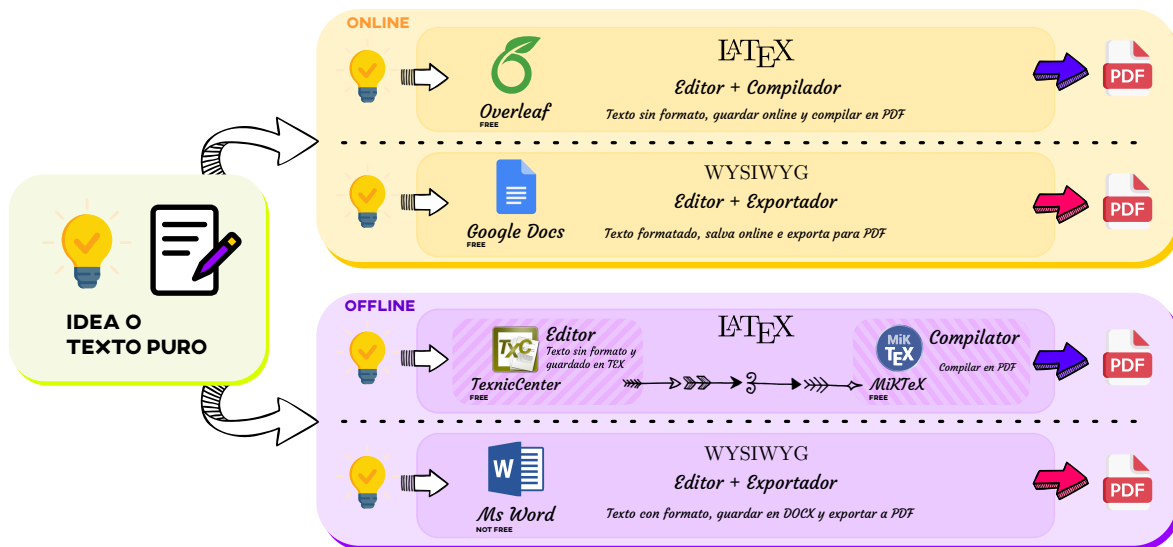 ONLINE
LATEX
Editor + Compilador
Overleaf
FREE
Texto sin formato, guardar online y compilar en PDF
PDF
WYSIWYG
Editor + Exportador
Google Docs
FREE
Texto formatado, salva online e exporta para PDF
PDF
IDEA O
TEXTO PURO
OFFLINE
LATEX
TXC
Editor
Texto sin formato y
guardado en TEX
TexnicCenter
FREE
MiK
TEX
Compilator
Compilar en PDF
MiKTeX
FREE
PDF
WYSIWYG
W
Editor + Exportador
Ms Word
NOT FREE
Texto con formato, guardar en DOCX y exportar a PDF
PDF